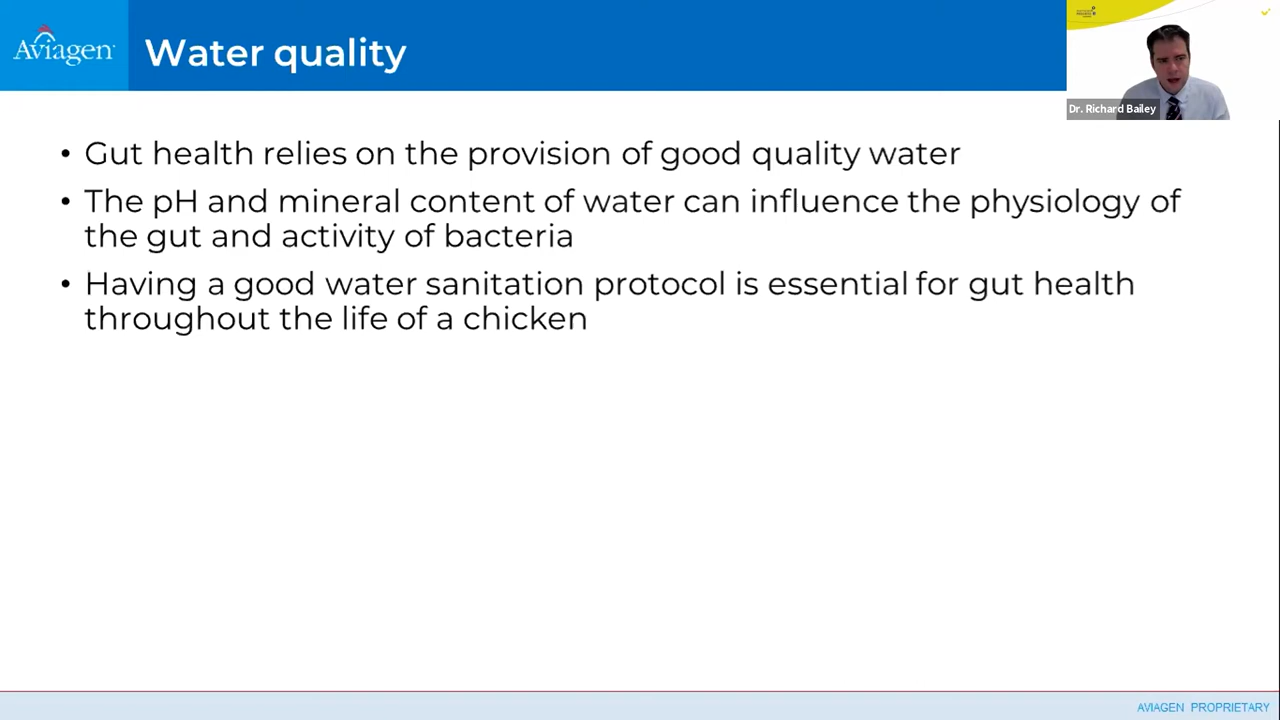 Aviagen
Water quality
Dr. Richard Bailey
• Gut health relies on the provision of good quality water
• The pH and mineral content of water can influence the physiology of
the gut and activity of bacteria
• Having a good water sanitation protocol is essential for gut health
throughout the life of a chicken
AVIAGEN PROPRIETARY